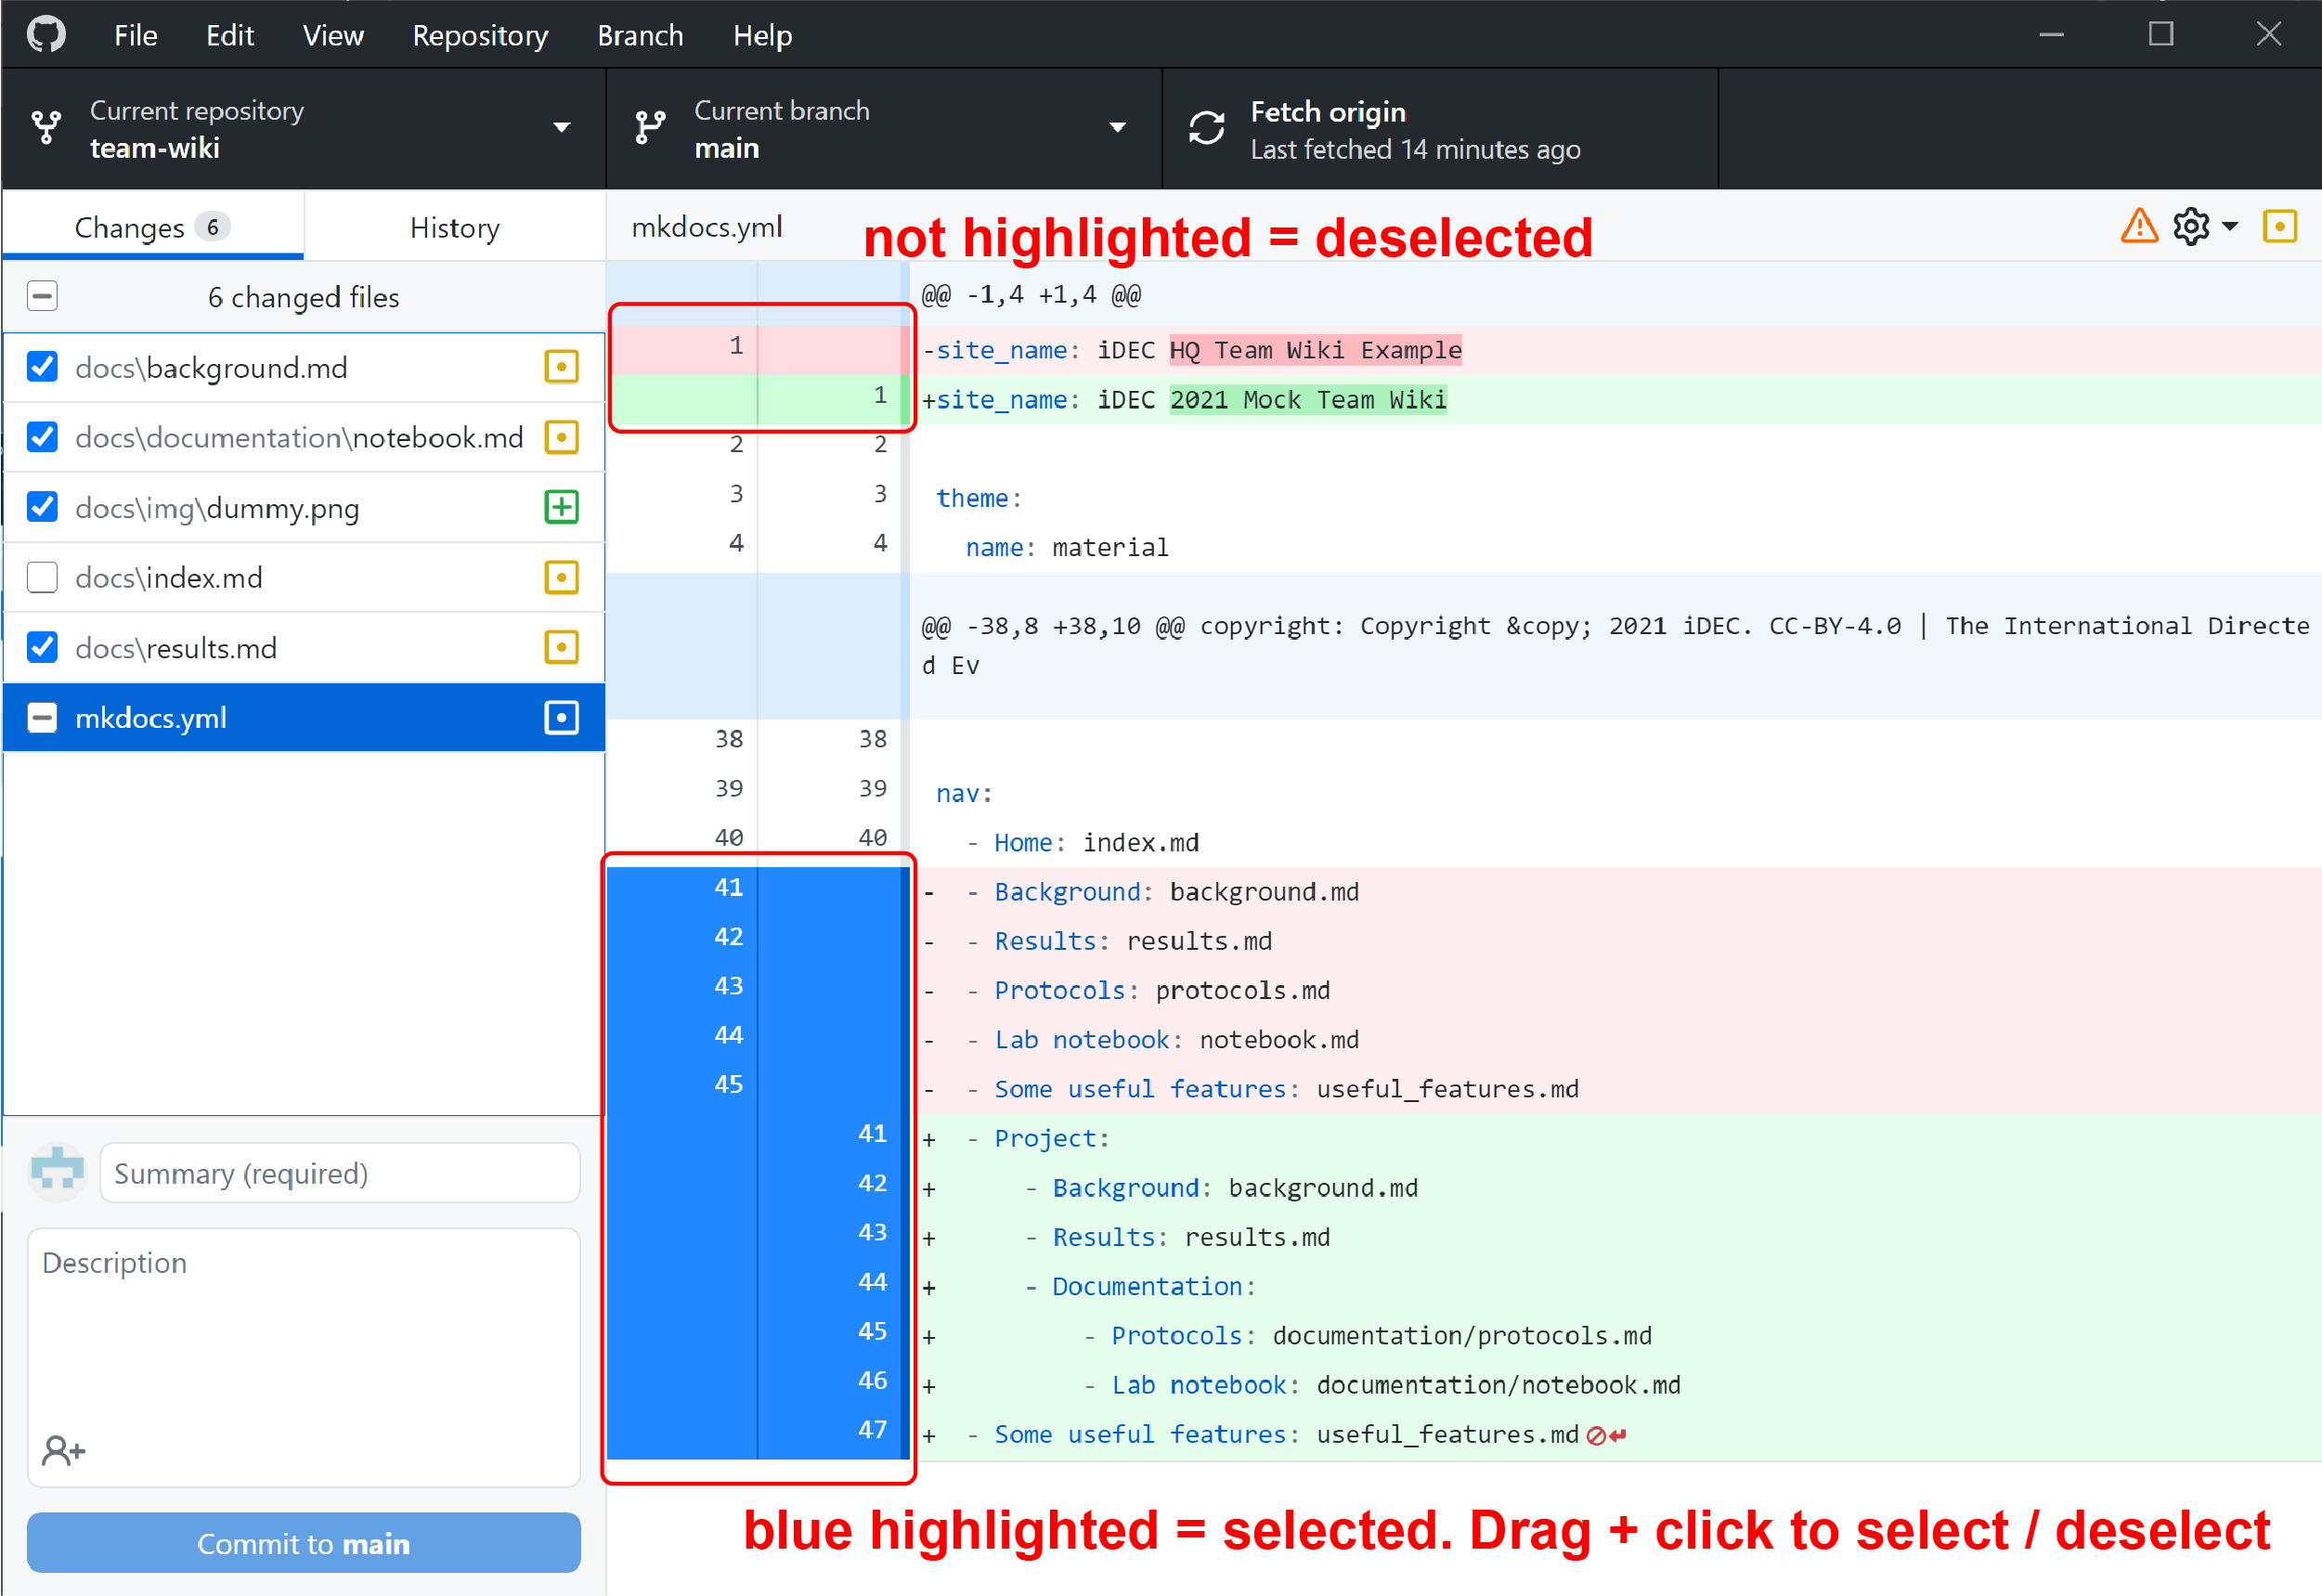 File Edit View Repository Branch Help
Current repository
team-wiki
Current branch
main
Fetch origin
Last fetched 14 minutes ago
Changes 6
History
mkdocs.yml
not highlighted = deselected
6 changed files
docs\background.md
docs\documentation\notebook.md
docs\img\dummy.png
docs\index.md
docs\results.md
mkdocs.yml
Summary (required)
Description
Commit to main
@@ -1,4 +1,4 @@
1 -site_name: iDEC HQ Team Wiki Example
1 +site_name: iDEC 2021 Mock Team Wiki
2 2
3 3 theme:
4 4 name: material
@@ -38,8 +38,10 @@ copyright: Copyright &copy; 2021 iDEC. CC-BY-4.0 | The International Directe
d Ev
38 38
39 39 nav:
40 40 - Home: index.md
41 - - Background: background.md
42 - - Results: results.md
43 - - Protocols: protocols.md
44 - - Lab notebook: notebook.md
45 - - Some useful features: useful_features.md
41 + - Project:
42 + - Background: background.md
43 + - Results: results.md
44 + - Documentation:
45 + - Protocols: documentation/protocols.md
46 + - Lab notebook: documentation/notebook.md
47 + - Some useful features: useful_features.md
blue highlighted = selected. Drag + click to select / deselect